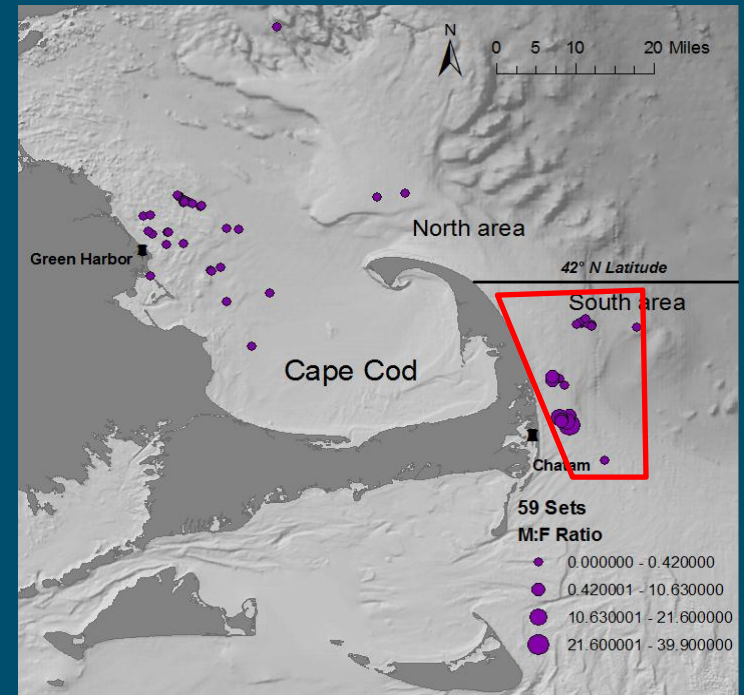 N
0 5 10 20 Miles
North area
Green Harbor
42° N Latitude
South area
Cape Cod
Chatam
59 Sets
M:F Ratio
0.000000 - 0.420000
0.420001 - 10.630000
10.630001 - 21.600000
21.600001 - 39.900000